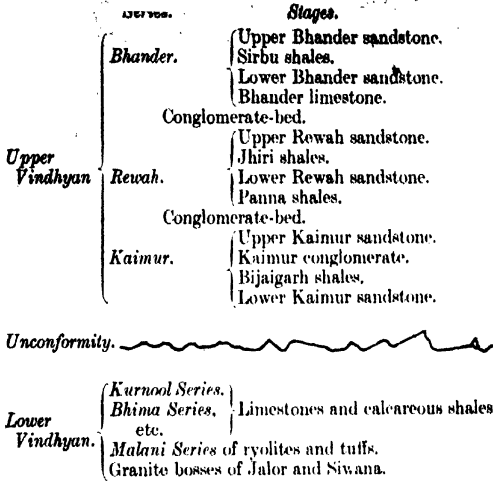 Series. Stages.
Upper Bhander sandstone.
Bhander. Sirbu shales.
Lower Bhander sandstone.
Bhander limestone.
Conglomerate-bed.
Upper Rewah sandstone.
Upper Jhiri shales.
Vindhyan Rewah. Lower Rewah sandstone.
Panna shales.
Conglomerate-bed.
Upper Kaimur sandstone.
Kaimur. Kaimur conglomerate.
Bijaigarh shales.
Lower Kaimur sandstone.
Unconformity.
Kurnool Series.
Lower Bhima Series, Limestones and calcareous shales
Vindhyan. etc.
Malani Series of ryolites and tuffs.
Granite bosses of Jalor and Siwana.